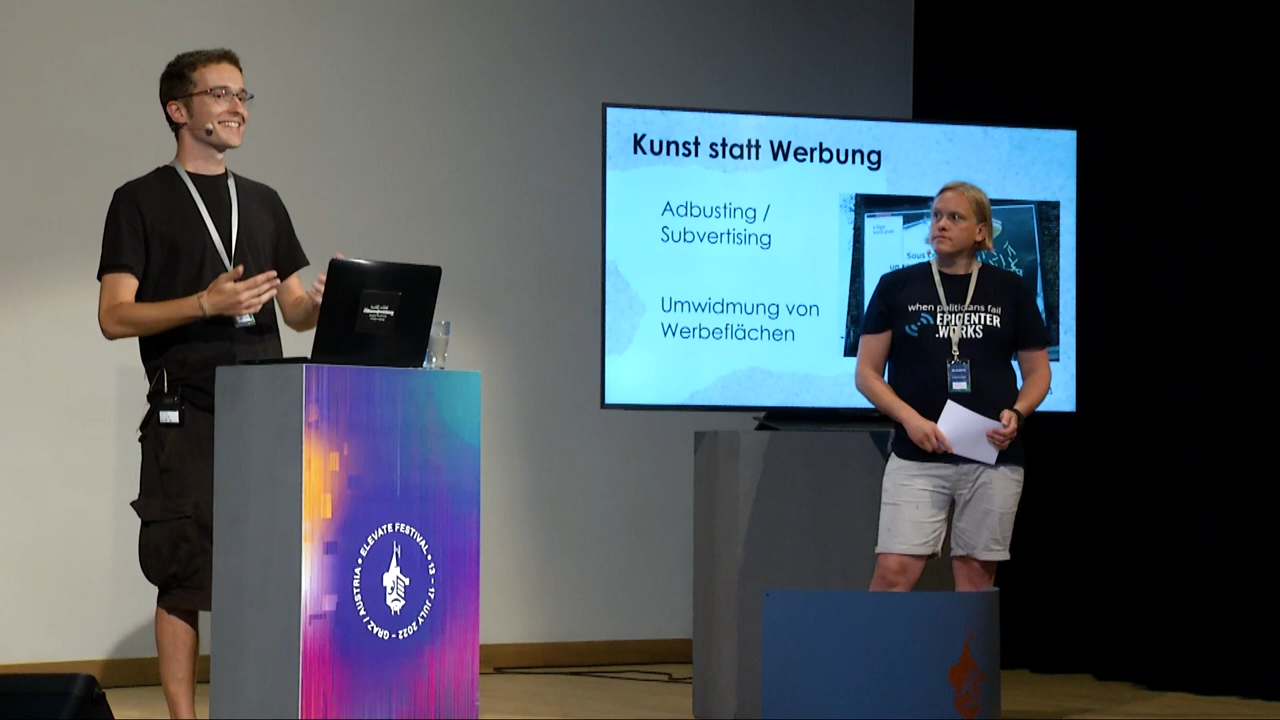 Kunst statt Werbung
Adbusting /
Subvertising
Umwidmung von
Werbeflächen
Sous
when politicians fail
EPICENTER
.WORKS
ELEVATE FESTIVAL • 13 – 17 JULY 2022 – GRAZ / AUSTRIA •